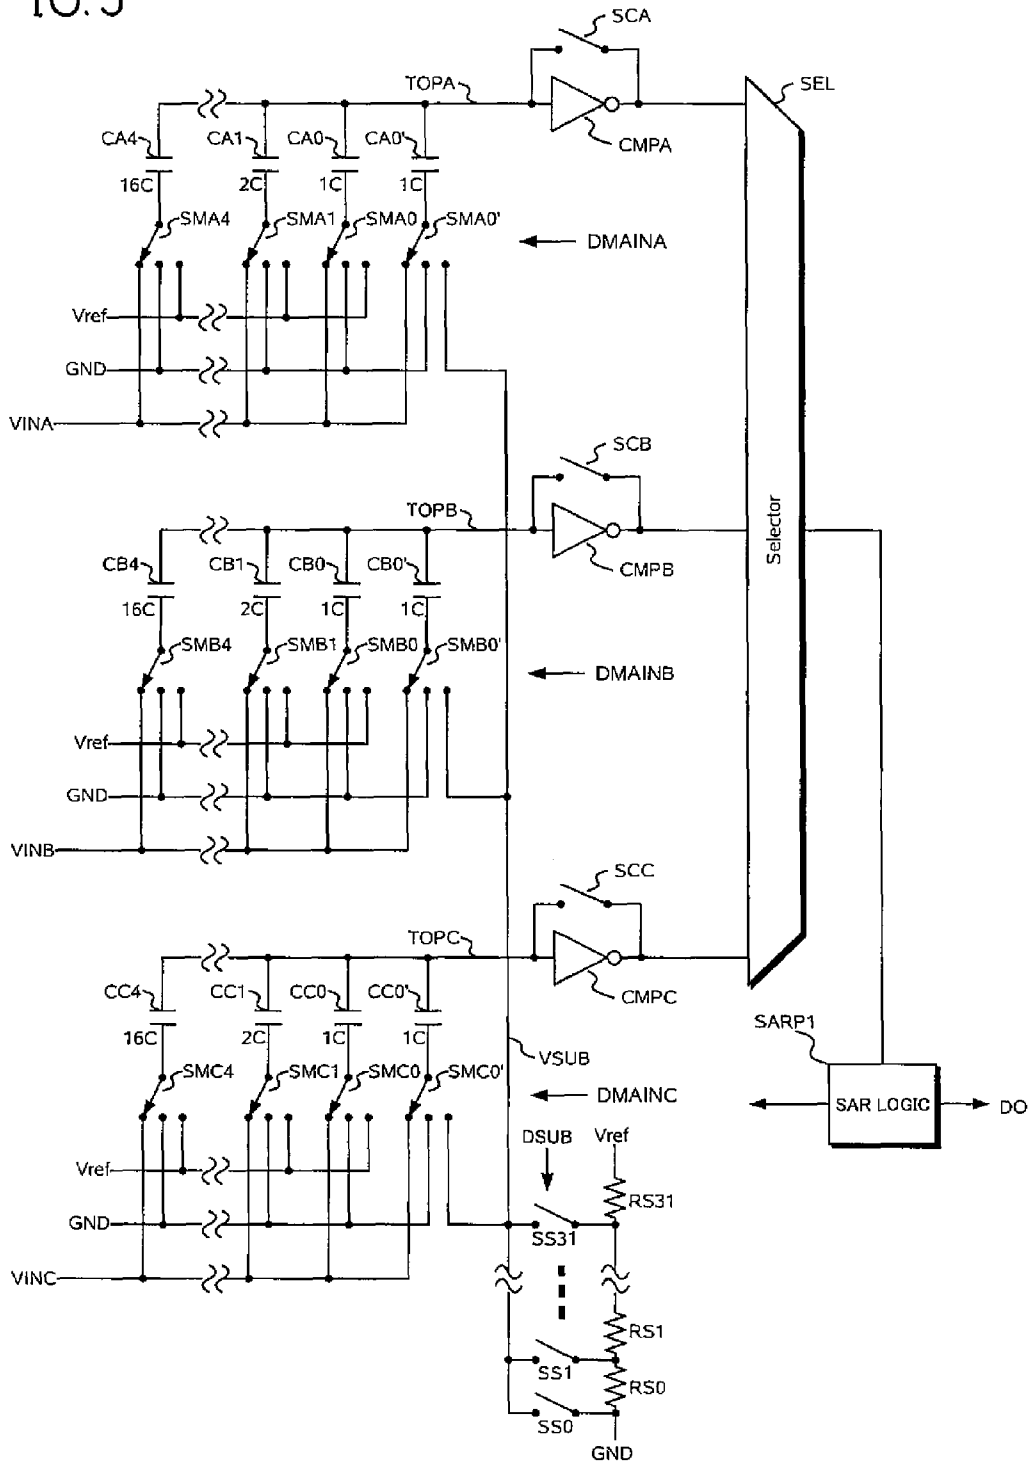 SCA
TOPA
SEL
CA4 CA1 CA0 CA0'
CMPA
16C 2C 1C 1C
SMA4 SMA1 SMA0 SMA0'
DMAINA
Vref
GND
VINA
SCB
TOPB
Selector
CB4 CB1 CB0 CB0'
CMPB
16C 2C 1C 1C
SMB4 SMB1 SMB0 SMB0'
DMAINB
Vref
GND
VINB
SCC
TOPC
CC4 CC1 CC0 CC0'
CMPC
16C 2C 1C 1C
SARP1
VSUB
SMC4 SMC1 SMC0 SMC0'
DMAINC
SAR LOGIC
DO
DSUB Vref
Vref
RS31
GND
SS31
VINC
RS1
SS1
RS0
SS0
GND